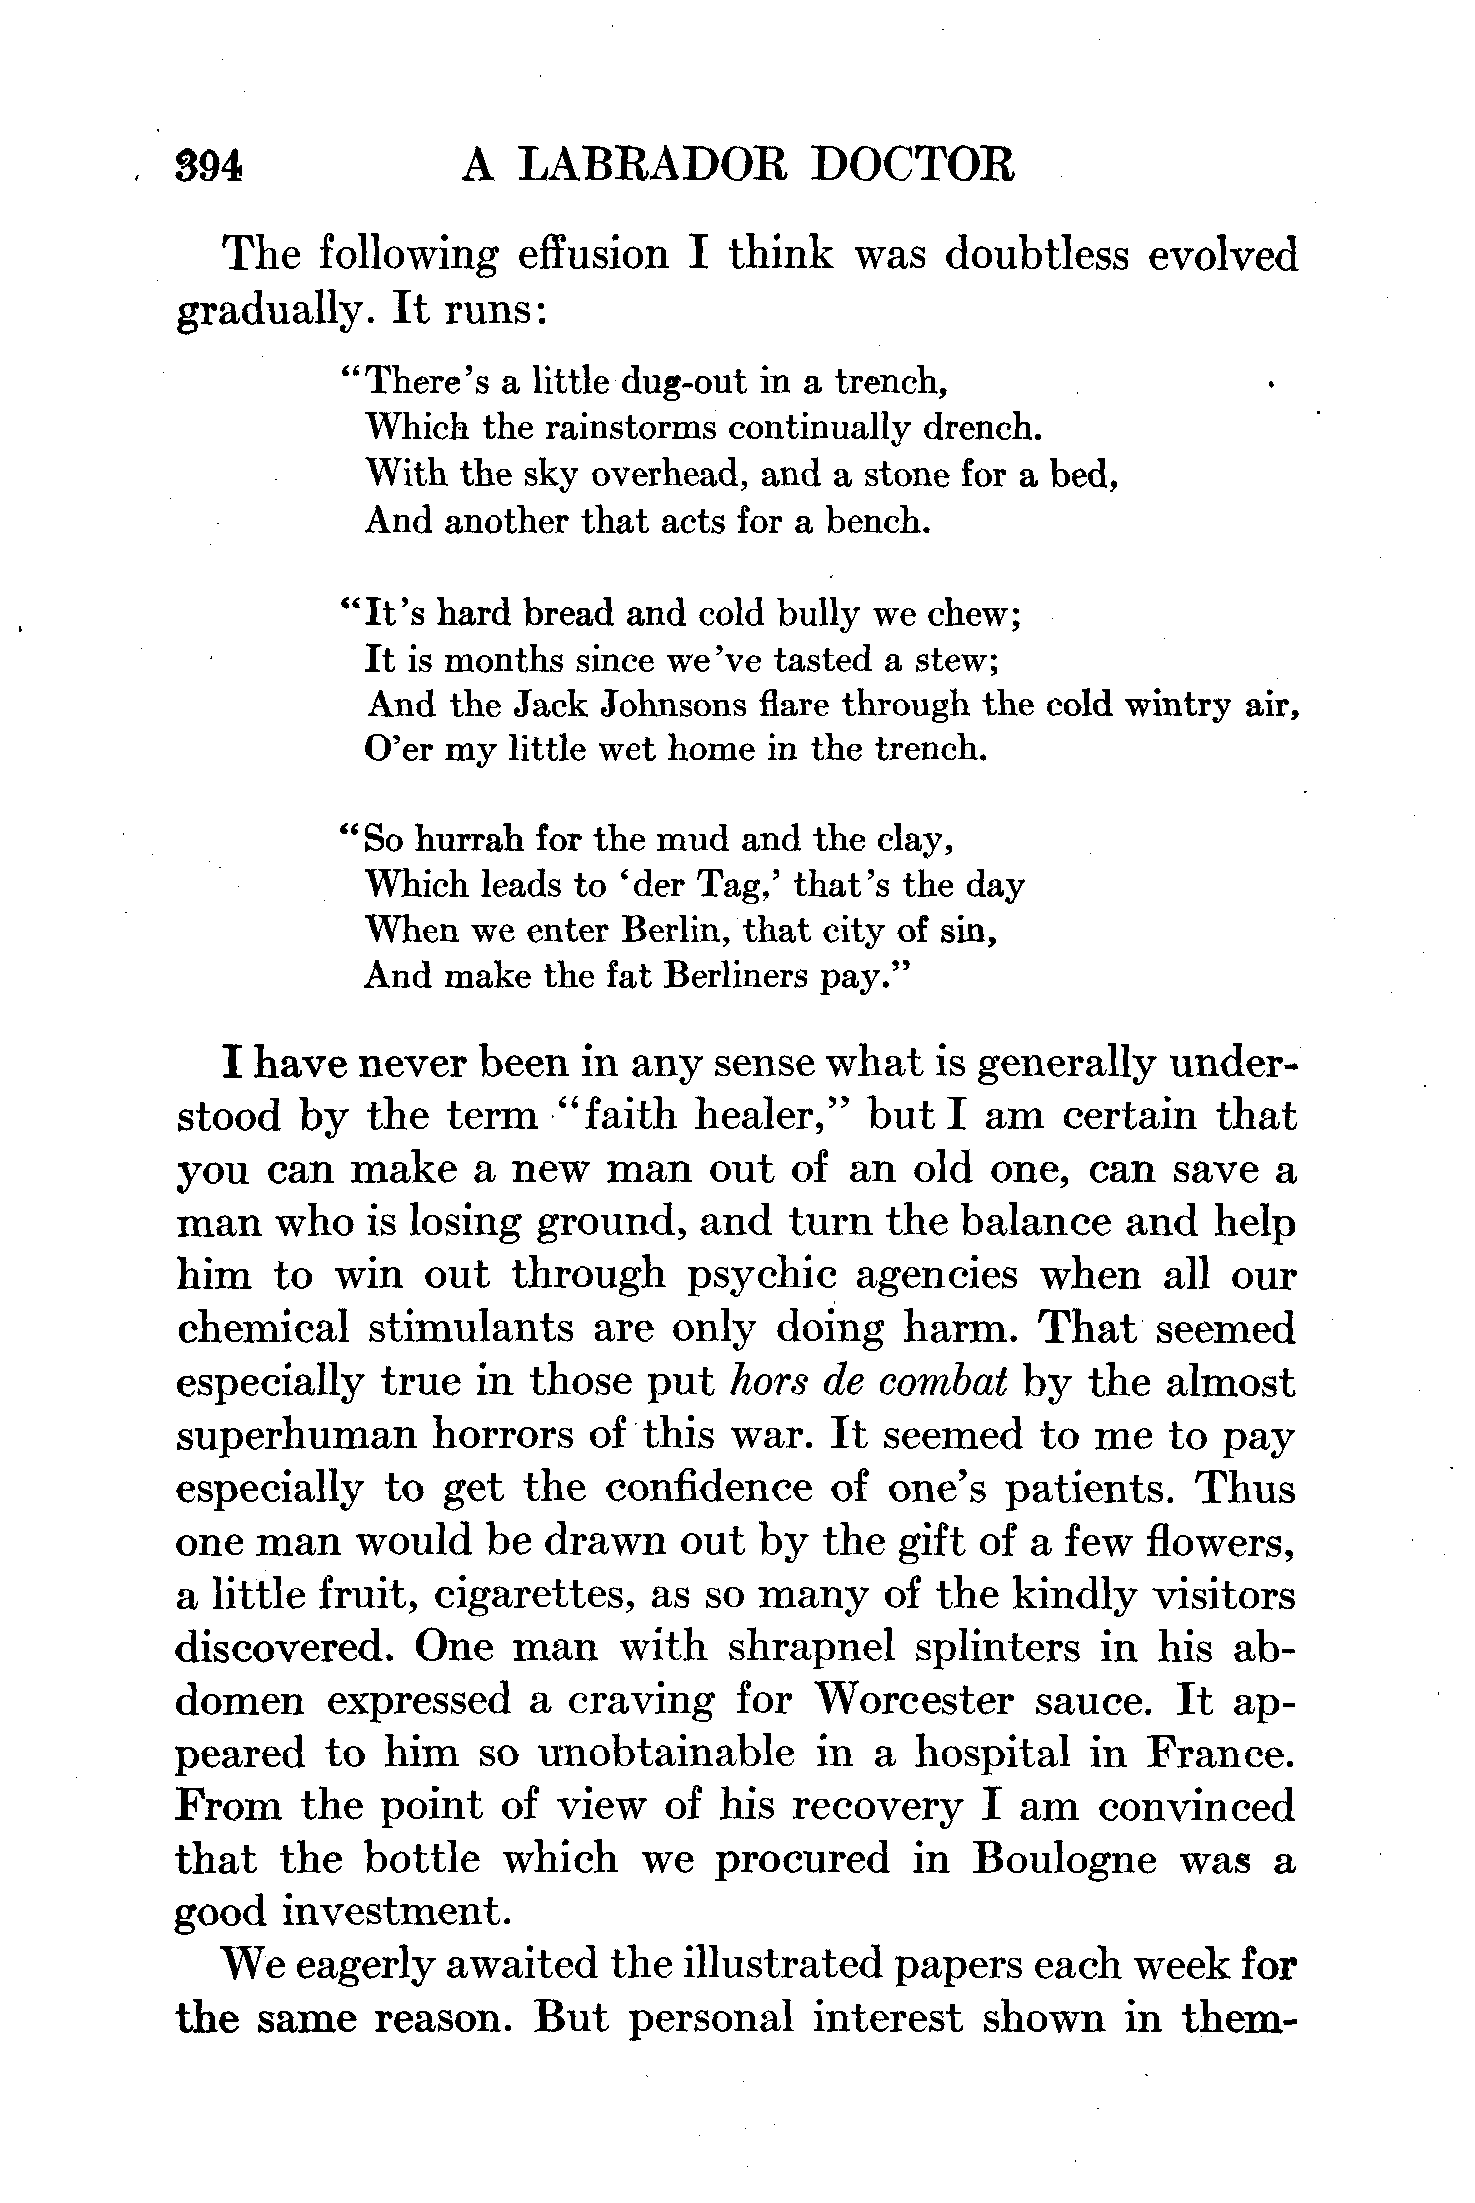 394 A LABRADOR DOCTOR
The following effusion I think was doubtless evolved
gradually. It runs:
“There’s a little dug-out in a trench,
Which the rainstorms continually drench.
With the sky overhead, and a stone for a bed,
And another that acts for a bench.
“It’s hard bread and cold bully we chew;
It is months since we’ve tasted a stew;
And the Jack Johnsons flare through the cold wintry air,
O’er my little wet home in the trench.
“So hurrah for the mud and the clay,
Which leads to ‘der Tag,’ that’s the day
When we enter Berlin, that city of sin,
And make the fat Berliners pay.”
I have never been in any sense what is generally under-
stood by the term “faith healer,” but I am certain that
you can make a new man out of an old one, can save a
man who is losing ground, and turn the balance and help
him to win out through psychic agencies when all our
chemical stimulants are only doing harm. That seemed
especially true in those put hors de combat by the almost
superhuman horrors of this war. It seemed to me to pay
especially to get the confidence of one’s patients. Thus
one man would be drawn out by the gift of a few flowers,
a little fruit, cigarettes, as so many of the kindly visitors
discovered. One man with shrapnel splinters in his ab-
domen expressed a craving for Worcester sauce. It ap-
peared to him so unobtainable in a hospital in France.
From the point of view of his recovery I am convinced
that the bottle which we procured in Boulogne was a
good investment.
We eagerly awaited the illustrated papers each week for
the same reason. But personal interest shown in them-